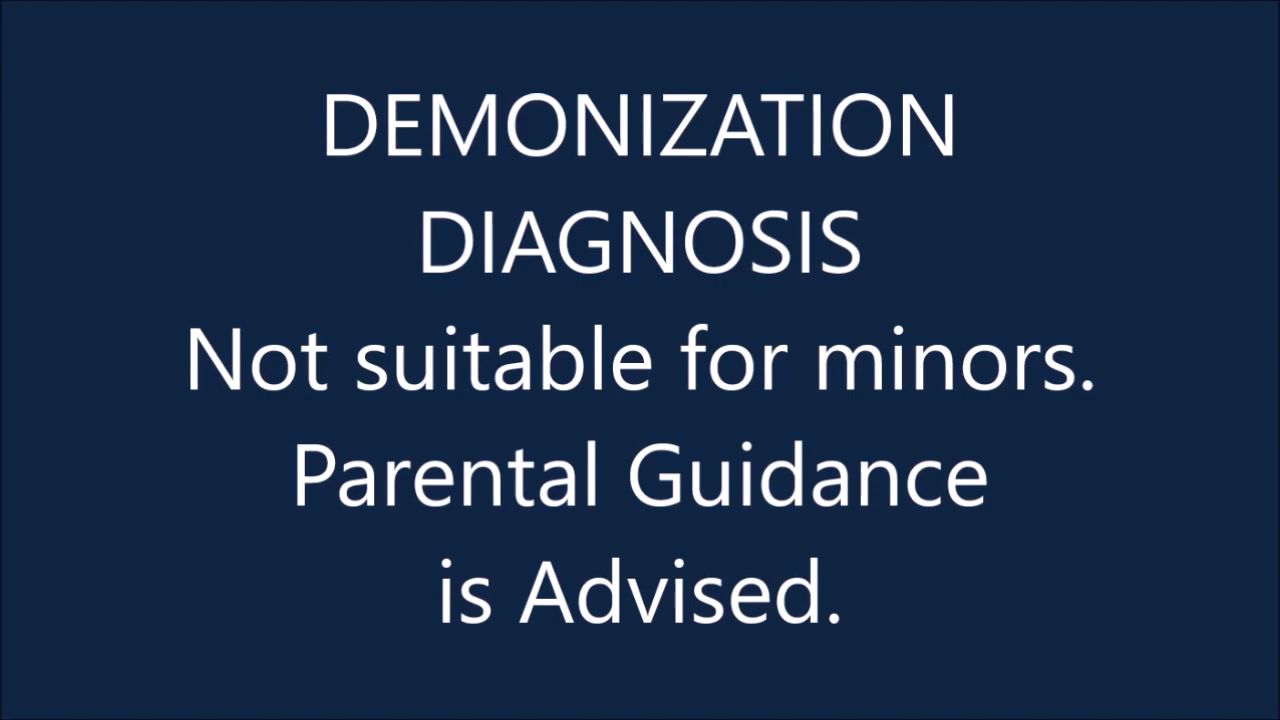 DEMONIZATION
DIAGNOSIS
Not suitable for minors.
Parental Guidance
is Advised.